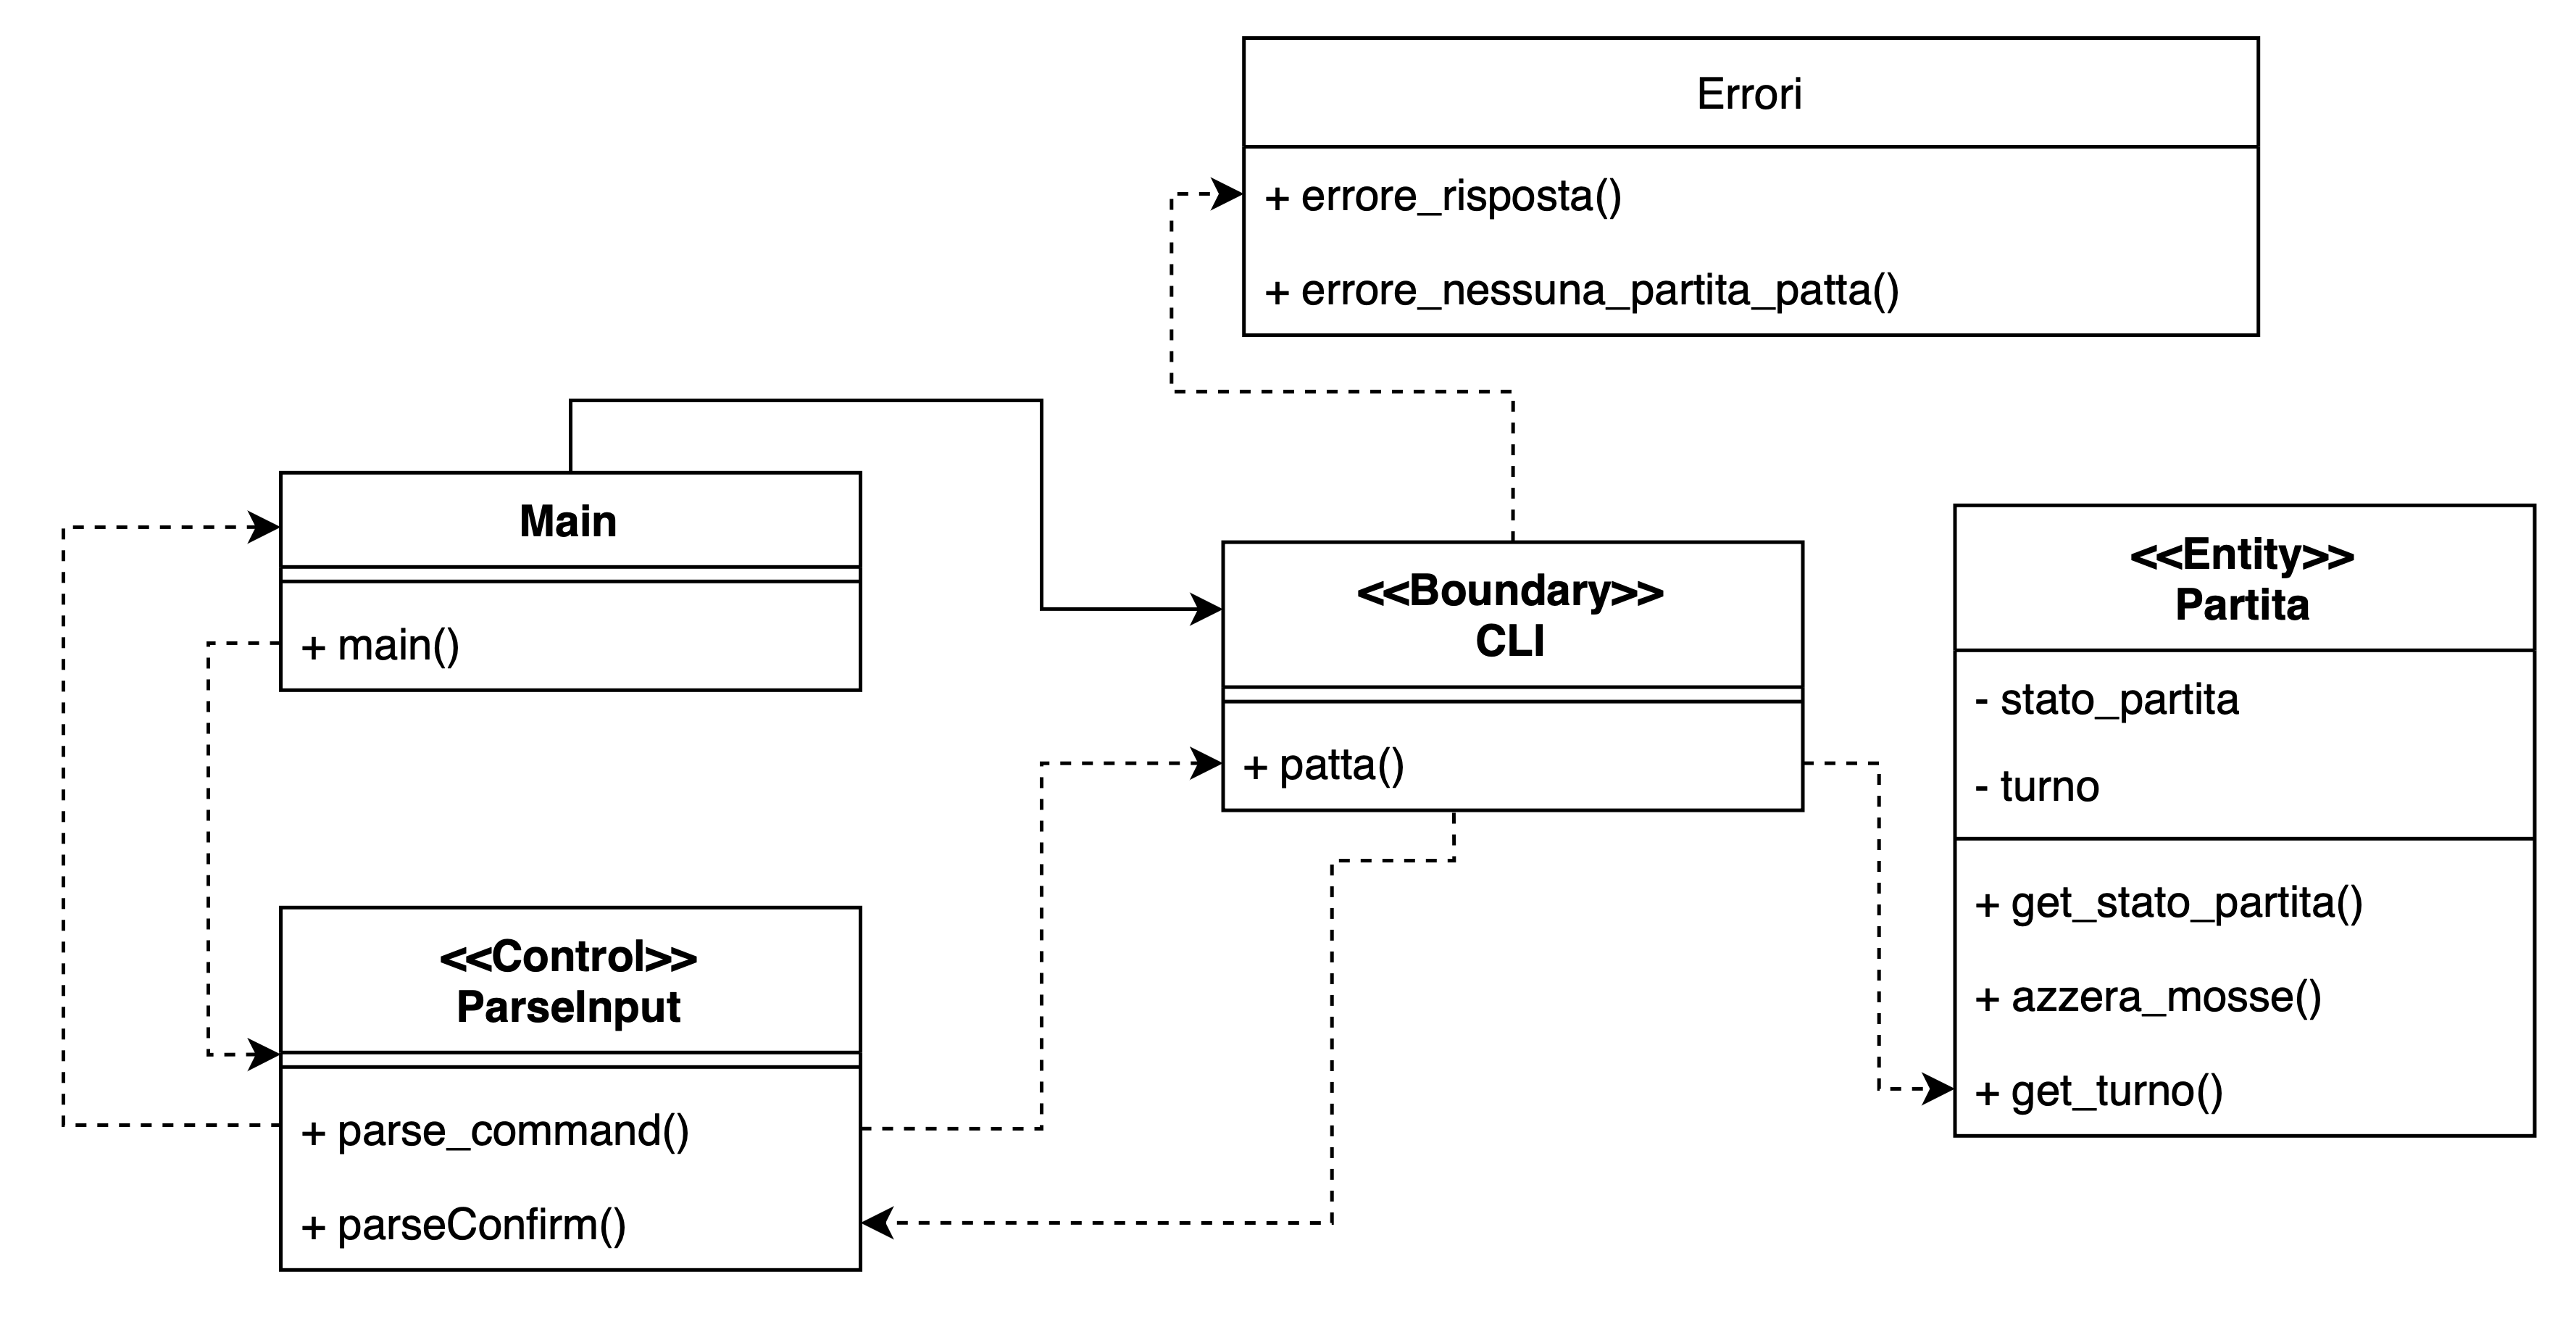 Errori
+ errore_risposta()
+ errore_nessuna_partita_patta()
Main
+ main()
<<Boundary>>
CLI
+ patta()
<<Entity>>
Partita
- stato_partita
- turno
+ get_stato_partita()
+ azzera_mosse()
+ get_turno()
<<Control>>
ParseInput
+ parse_command()
+ parseConfirm()